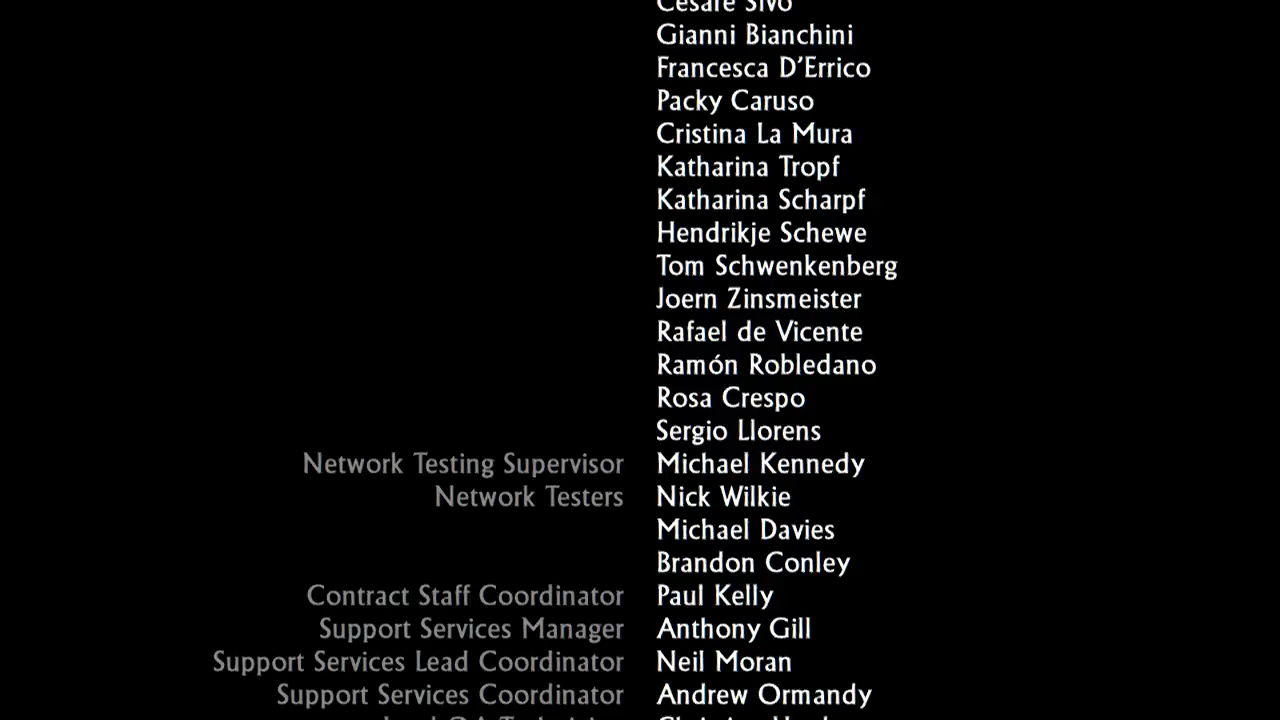 Cesare Sivo
Gianni Bianchini
Francesca D'Errico
Packy Caruso
Cristina La Mura
Katharina Tropf
Katharina Scharpf
Hendrikje Schewe
Tom Schwenkenberg
Joern Zinsmeister
Rafael de Vicente
Ramón Robledano
Rosa Crespo
Sergio Llorens
Network Testing Supervisor Michael Kennedy
Network Testers Nick Wilkie
Michael Davies
Brandon Conley
Contract Staff Coordinator Paul Kelly
Support Services Manager Anthony Gill
Support Services Lead Coordinator Neil Moran
Support Services Coordinator Andrew Ormandy